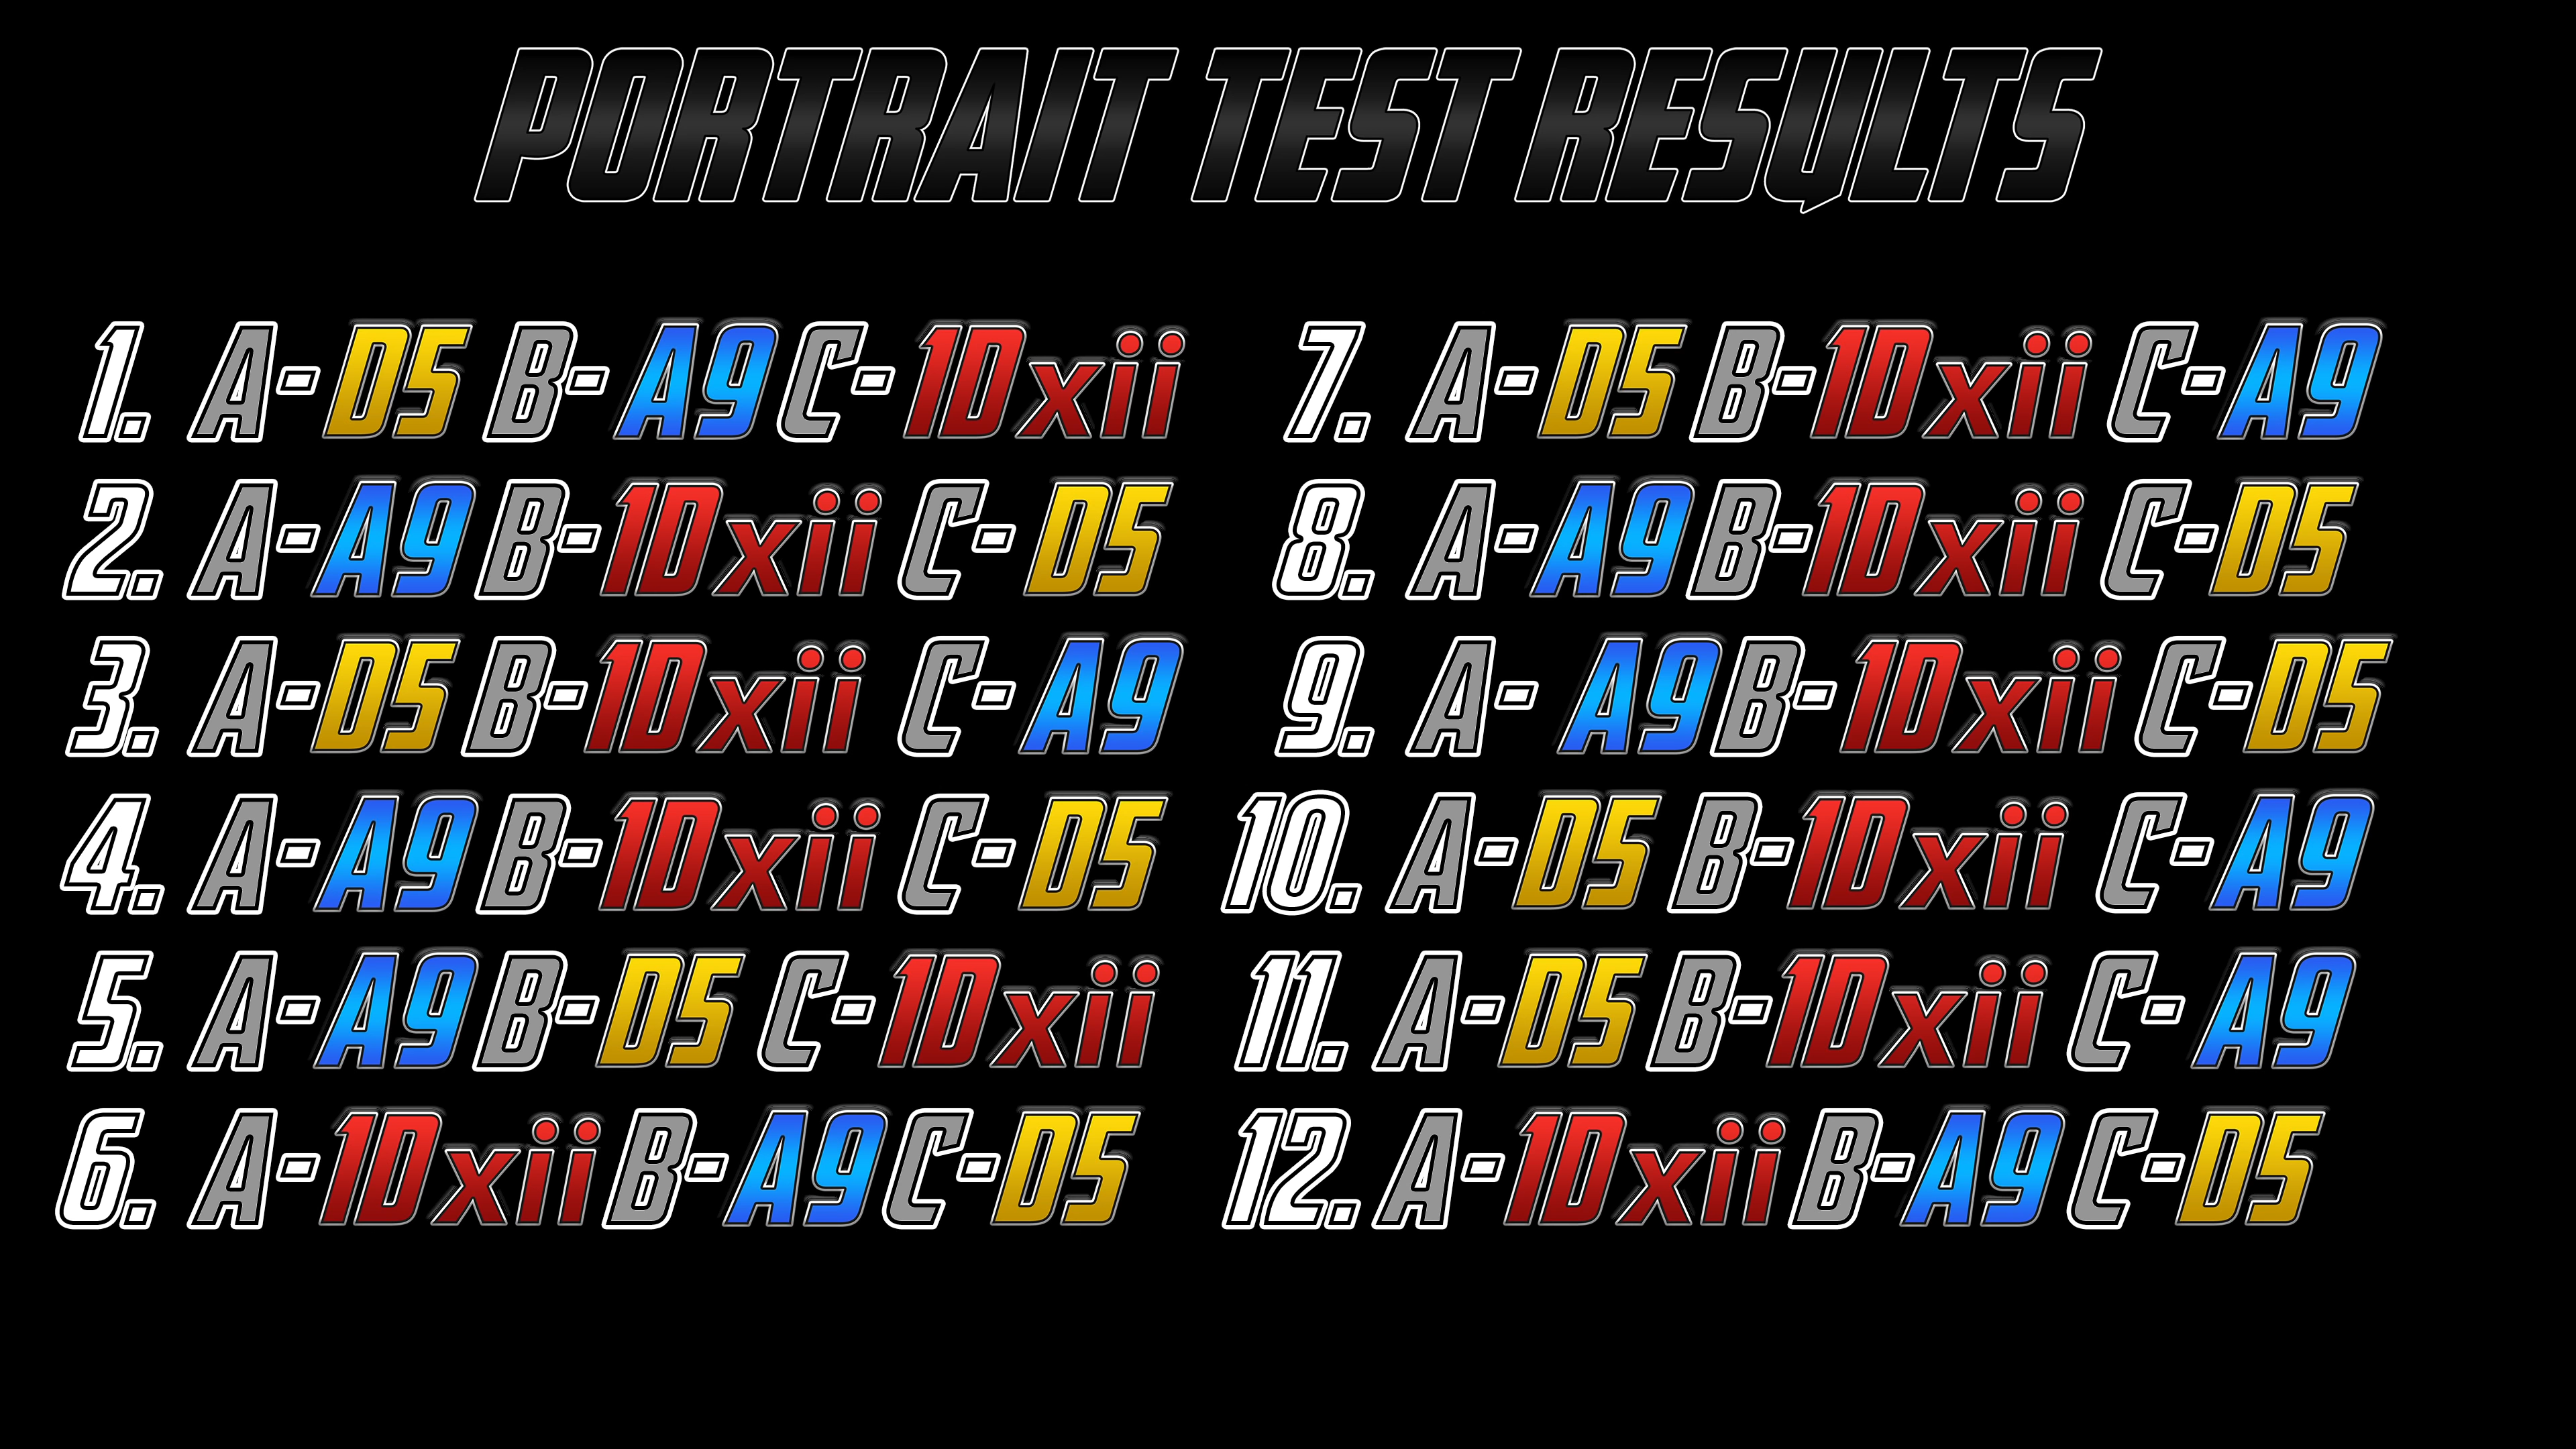 PORTRAIT TEST RESULTS
1. A- D5 B- A9 C- 1Dxii
2. A-A9 B-1Dxii C- D5
3. A-D5 B-1Dxii C- A9
4. A-A9 B-1Dxii C- D5
5. A-A9 B-D5 C-1Dxii
6. A-1Dxii B-A9 C-D5
7. A-D5 B-1Dxii C-A9
8. A-A9 B-1Dxii C-D5
9. A- A9 B-1Dxii C-D5
10. A-D5 B-1Dxii C-A9
11. A-D5 B-1Dxii C- A9
12. A-1Dxii B-A9 C-D5